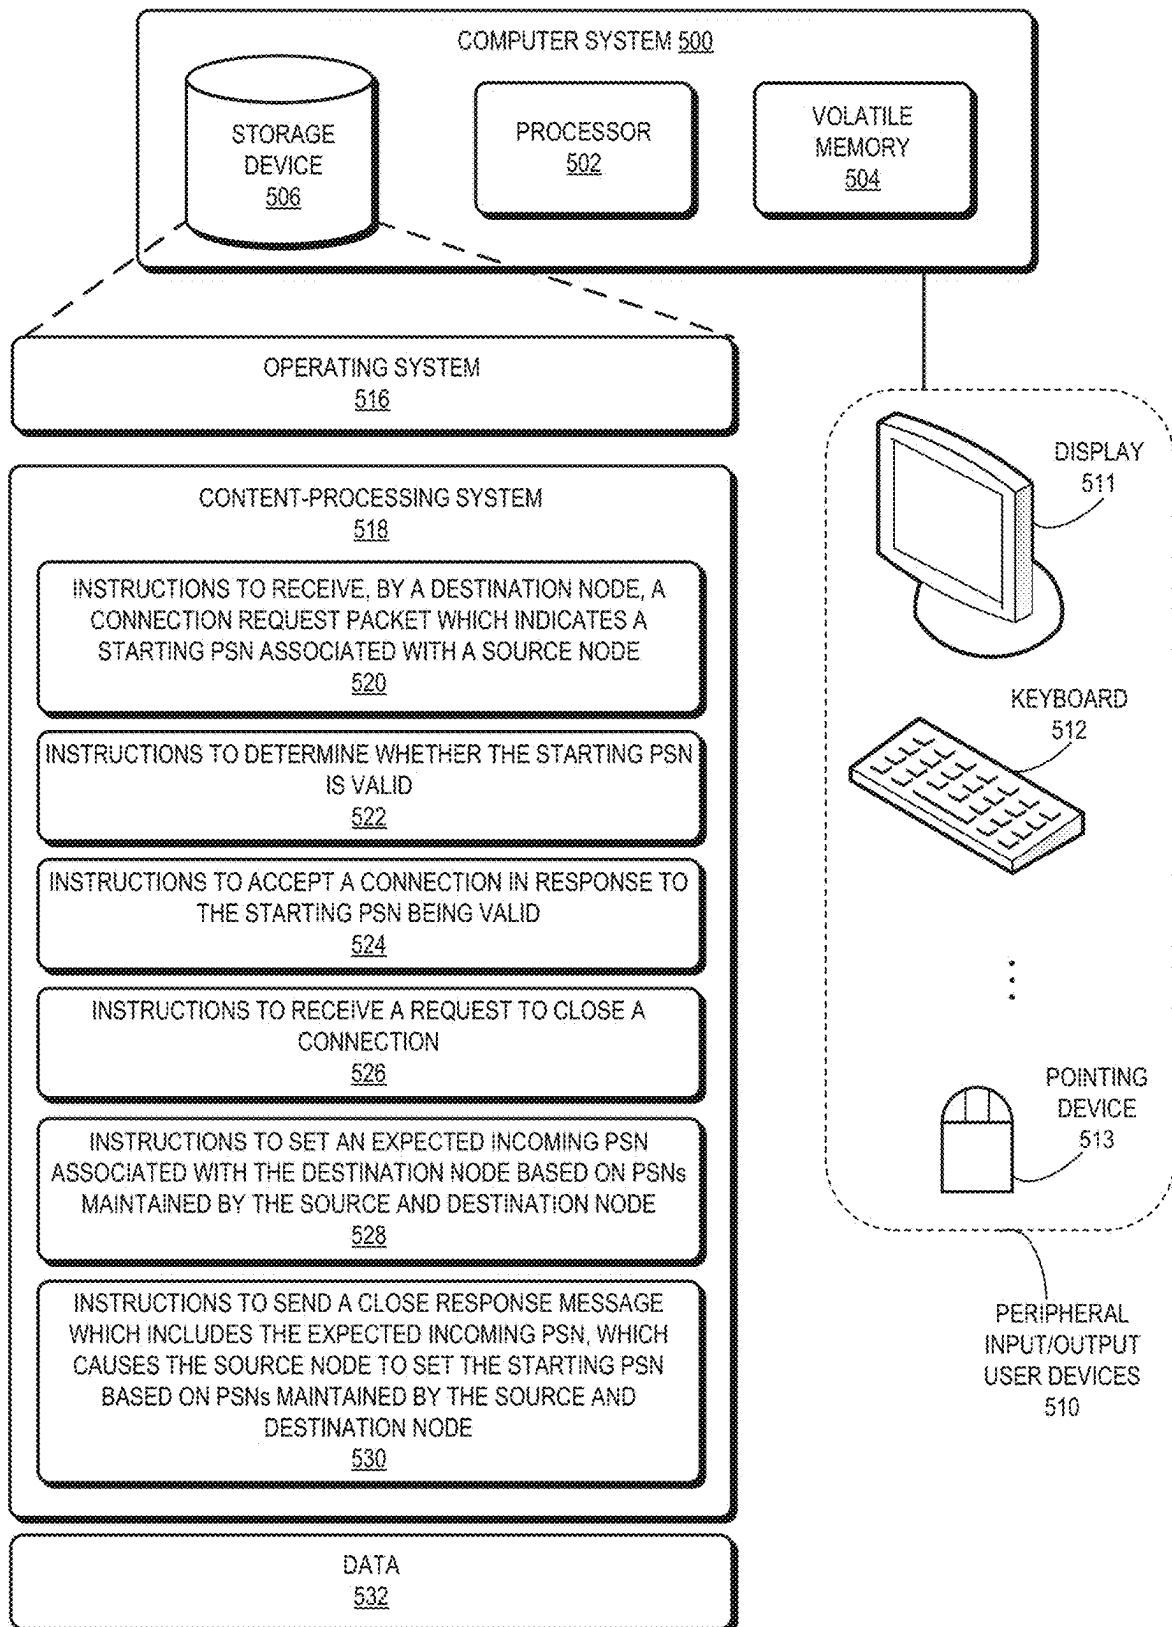 COMPUTER SYSTEM 500
STORAGE
DEVICE
506
PROCESSOR
502
VOLATILE
MEMORY
504
OPERATING SYSTEM
516
CONTENT-PROCESSING SYSTEM
518
INSTRUCTIONS TO RECEIVE, BY A DESTINATION NODE, A
CONNECTION REQUEST PACKET WHICH INDICATES A
STARTING PSN ASSOCIATED WITH A SOURCE NODE
520
INSTRUCTIONS TO DETERMINE WHETHER THE STARTING PSN
IS VALID
522
INSTRUCTIONS TO ACCEPT A CONNECTION IN RESPONSE TO
THE STARTING PSN BEING VALID
524
INSTRUCTIONS TO RECEIVE A REQUEST TO CLOSE A
CONNECTION
526
INSTRUCTIONS TO SET AN EXPECTED INCOMING PSN
ASSOCIATED WITH THE DESTINATION NODE BASED ON PSNs
MAINTAINED BY THE SOURCE AND DESTINATION NODE
528
INSTRUCTIONS TO SEND A CLOSE RESPONSE MESSAGE
WHICH INCLUDES THE EXPECTED INCOMING PSN, WHICH
CAUSES THE SOURCE NODE TO SET THE STARTING PSN
BASED ON PSNs MAINTAINED BY THE SOURCE AND
DESTINATION NODE
530
DATA
532
DISPLAY
511
KEYBOARD
512
POINTING
DEVICE
513
PERIPHERAL
INPUT/OUTPUT
USER DEVICES
510